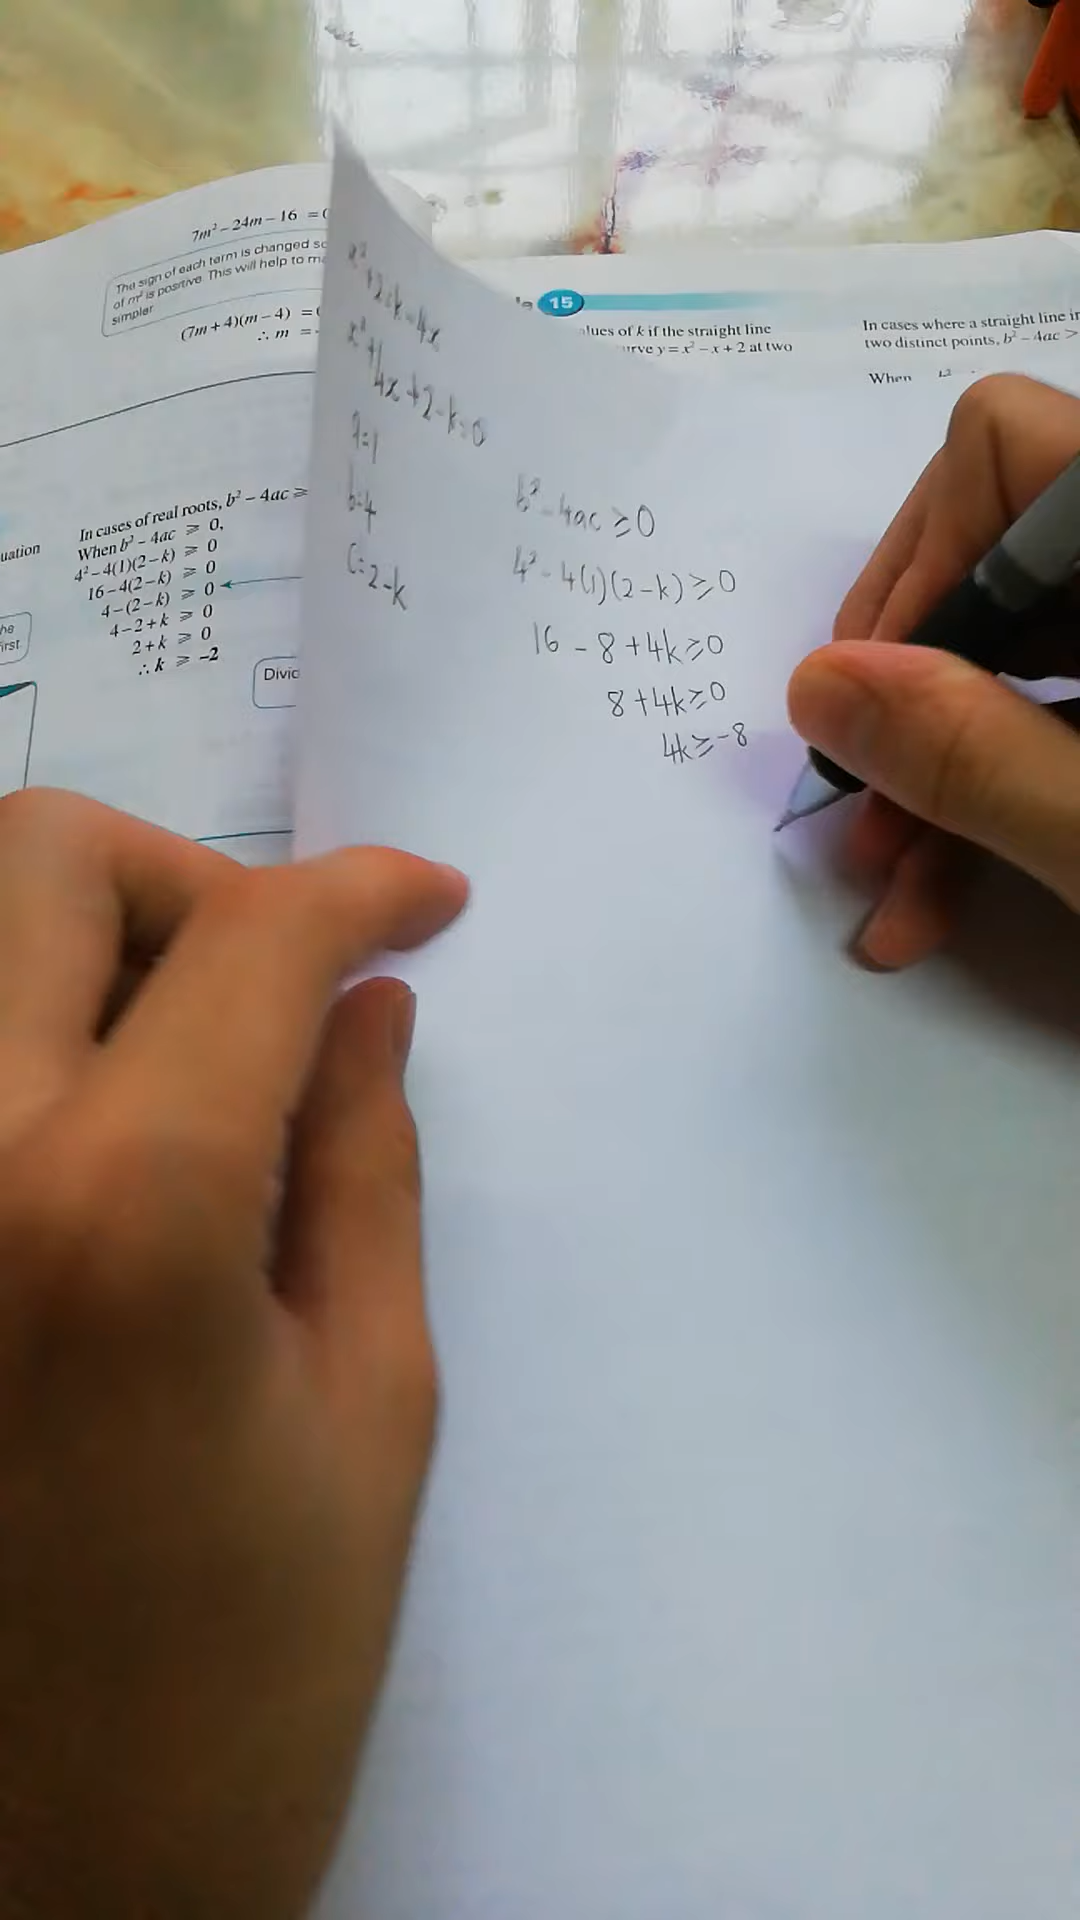 7m² − 24m − 16 = 0
The sign of each term is changed so
of m² is positive. This will help to
simpler
(7m + 4)(m − 4) =
∴ m =
uation
In cases of real roots, b² − 4ac ⩾
When b² − 4ac ⩾ 0,
4² − 4(1)(2 − k) ⩾ 0
16 − 4(2 − k) ⩾ 0
4 − (2 − k) ⩾ 0
4 − 2 + k ⩾ 0
2 + k ⩾ 0
∴ k ⩾ −2
he
irst
Divid
x² + 2 = k − 4x
x² + 4x + 2 − k = 0
a = 1
b = 4
c = 2 − k
b² − 4ac ≥ 0
4² − 4(1)(2 − k) ≥ 0
16 − 8 + 4k ≥ 0
8 + 4k ≥ 0
4k ≥ −8
15
alues of k if the straight line
urve y = x² − x + 2 at two
In cases where a straight line
two distinct points, b² − 4ac >
When